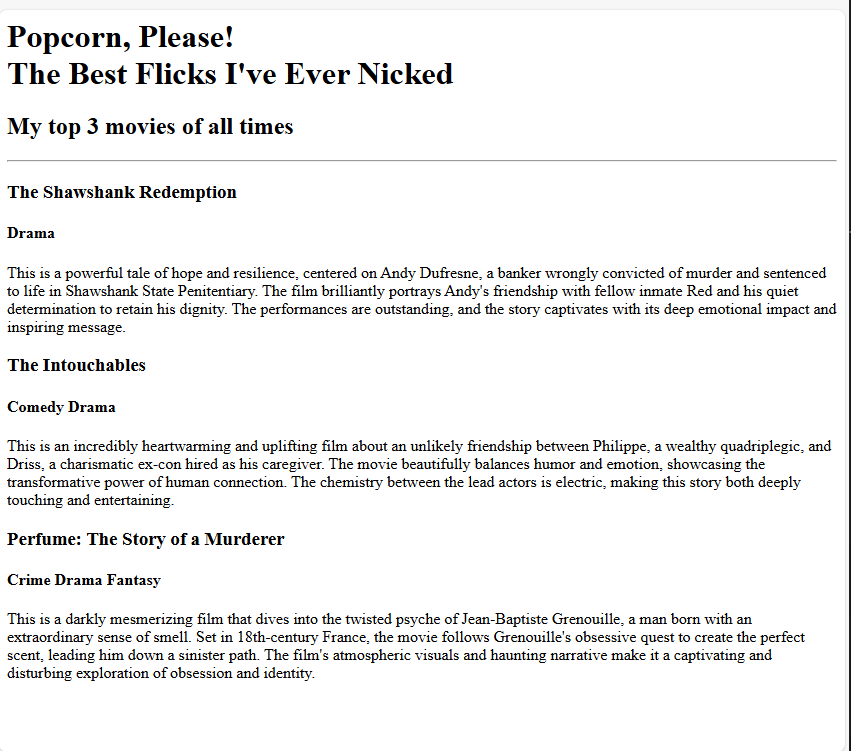 Popcorn, Please!
The Best Flicks I've Ever Nicked
My top 3 movies of all times
The Shawshank Redemption
Drama
This is a powerful tale of hope and resilience, centered on Andy Dufresne, a banker wrongly convicted of murder and sentenced
to life in Shawshank State Penitentiary. The film brilliantly portrays Andy's friendship with fellow inmate Red and his quiet
determination to retain his dignity. The performances are outstanding, and the story captivates with its deep emotional impact and
inspiring message.
The Intouchables
Comedy Drama
This is an incredibly heartwarming and uplifting film about an unlikely friendship between Philippe, a wealthy quadriplegic, and
Driss, a charismatic ex-con hired as his caregiver. The movie beautifully balances humor and emotion, showcasing the
transformative power of human connection. The chemistry between the lead actors is electric, making this story both deeply
touching and entertaining.
Perfume: The Story of a Murderer
Crime Drama Fantasy
This is a darkly mesmerizing film that dives into the twisted psyche of Jean-Baptiste Grenouille, a man born with an
extraordinary sense of smell. Set in 18th-century France, the movie follows Grenouille's obsessive quest to create the perfect
scent, leading him down a sinister path. The film's atmospheric visuals and haunting narrative make it a captivating and
disturbing exploration of obsession and identity.